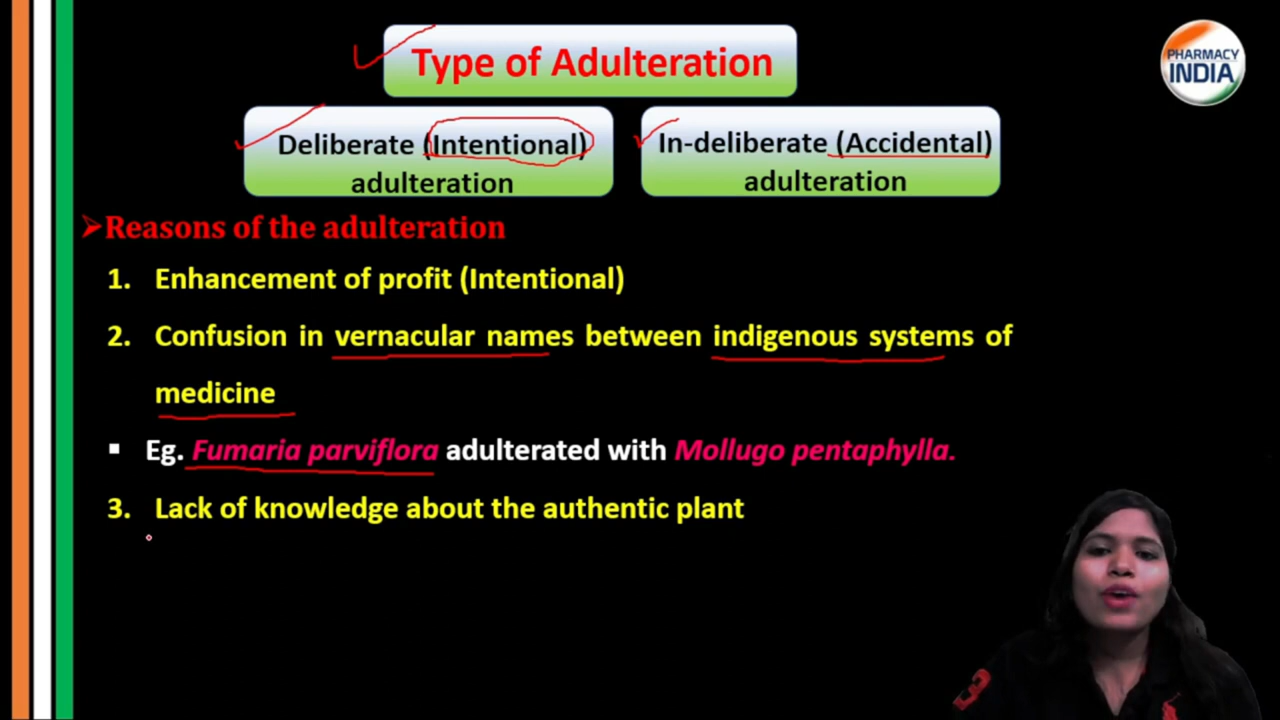 Type of Adulteration
PHARMACY
INDIA
Deliberate (Intentional)
adulteration
In-deliberate (Accidental)
adulteration
Reasons of the adulteration
1. Enhancement of profit (Intentional)
2. Confusion in vernacular names between indigenous systems of
medicine
Eg. Fumaria parviflora adulterated with Mollugo pentaphylla.
3. Lack of knowledge about the authentic plant
3